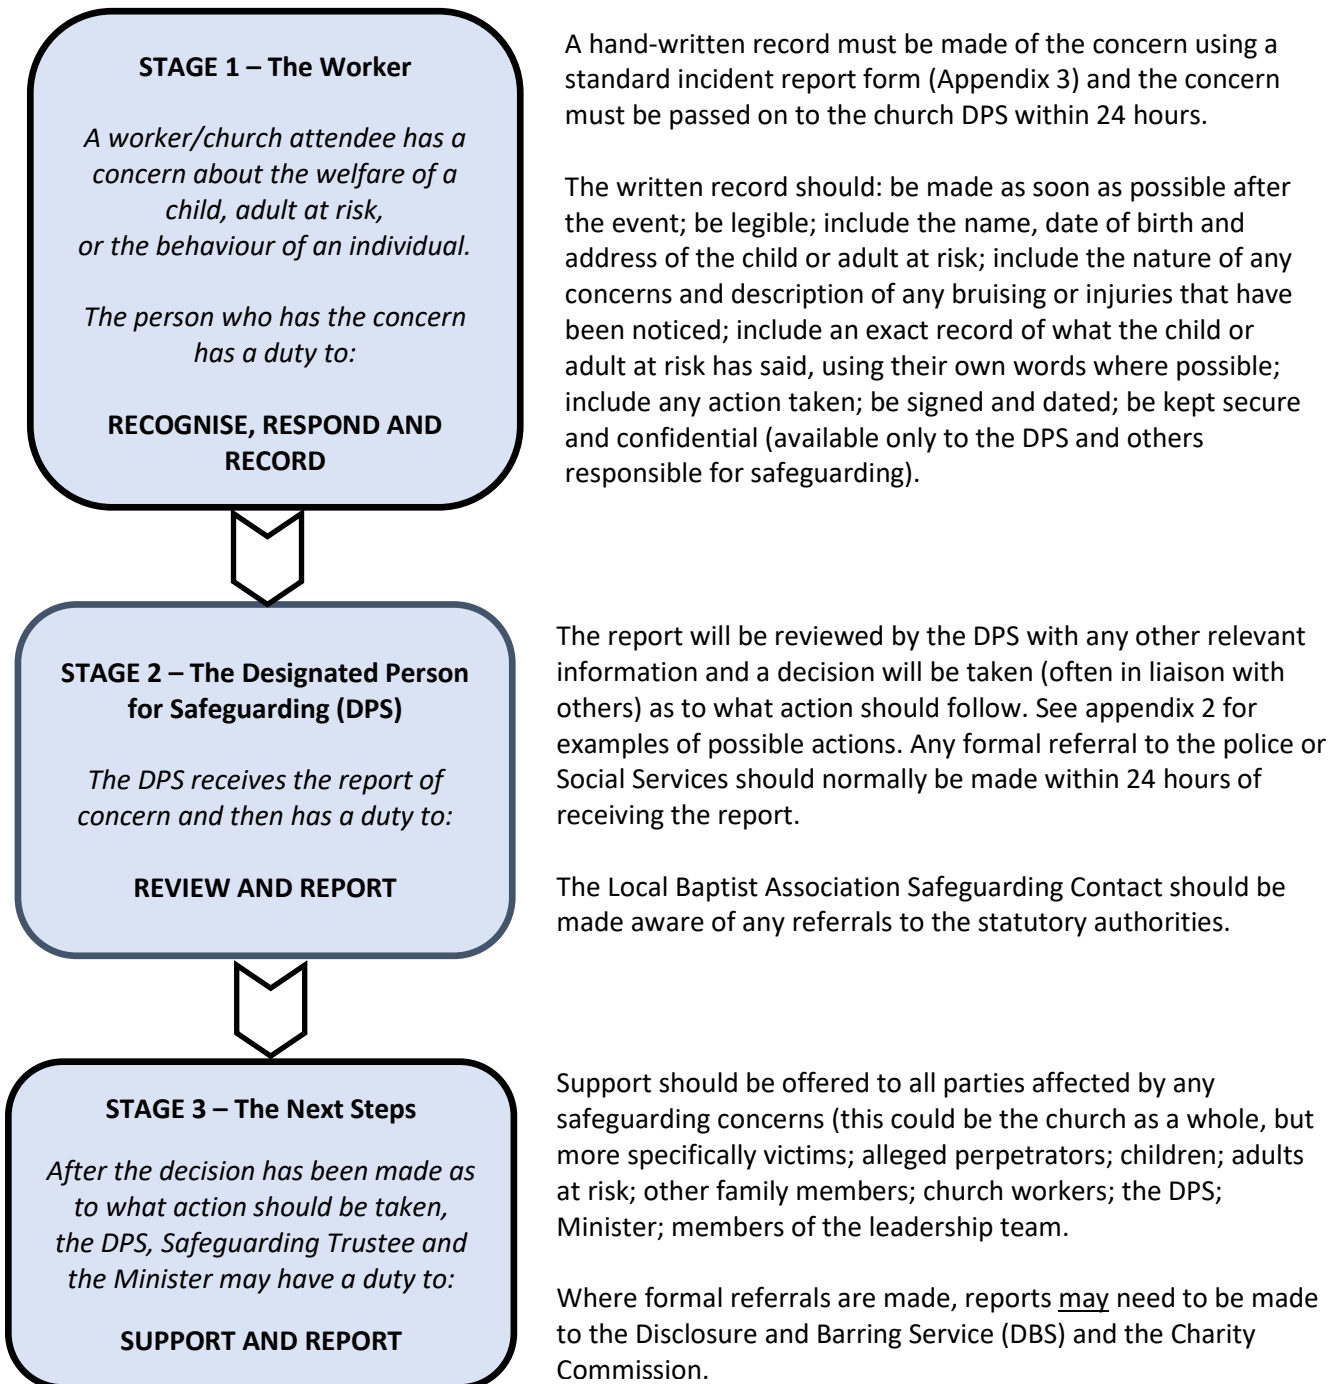 STAGE 1 – The Worker
A worker/church attendee has a
concern about the welfare of a
child, adult at risk,
or the behaviour of an individual.
The person who has the concern
has a duty to:
RECOGNISE, RESPOND AND
RECORD
A hand-written record must be made of the concern using a
standard incident report form (Appendix 3) and the concern
must be passed on to the church DPS within 24 hours.
The written record should: be made as soon as possible after
the event; be legible; include the name, date of birth and
address of the child or adult at risk; include the nature of any
concerns and description of any bruising or injuries that have
been noticed; include an exact record of what the child or
adult at risk has said, using their own words where possible;
include any action taken; be signed and dated; be kept secure
and confidential (available only to the DPS and others
responsible for safeguarding).
STAGE 2 – The Designated Person
for Safeguarding (DPS)
The DPS receives the report of
concern and then has a duty to:
REVIEW AND REPORT
The report will be reviewed by the DPS with any other relevant
information and a decision will be taken (often in liaison with
others) as to what action should follow. See appendix 2 for
examples of possible actions. Any formal referral to the police or
Social Services should normally be made within 24 hours of
receiving the report.
The Local Baptist Association Safeguarding Contact should be
made aware of any referrals to the statutory authorities.
STAGE 3 – The Next Steps
After the decision has been made as
to what action should be taken,
the DPS, Safeguarding Trustee and
the Minister may have a duty to:
SUPPORT AND REPORT
Support should be offered to all parties affected by any
safeguarding concerns (this could be the church as a whole, but
more specifically victims; alleged perpetrators; children; adults
at risk; other family members; church workers; the DPS;
Minister; members of the leadership team.
Where formal referrals are made, reports may need to be made
to the Disclosure and Barring Service (DBS) and the Charity
Commission.